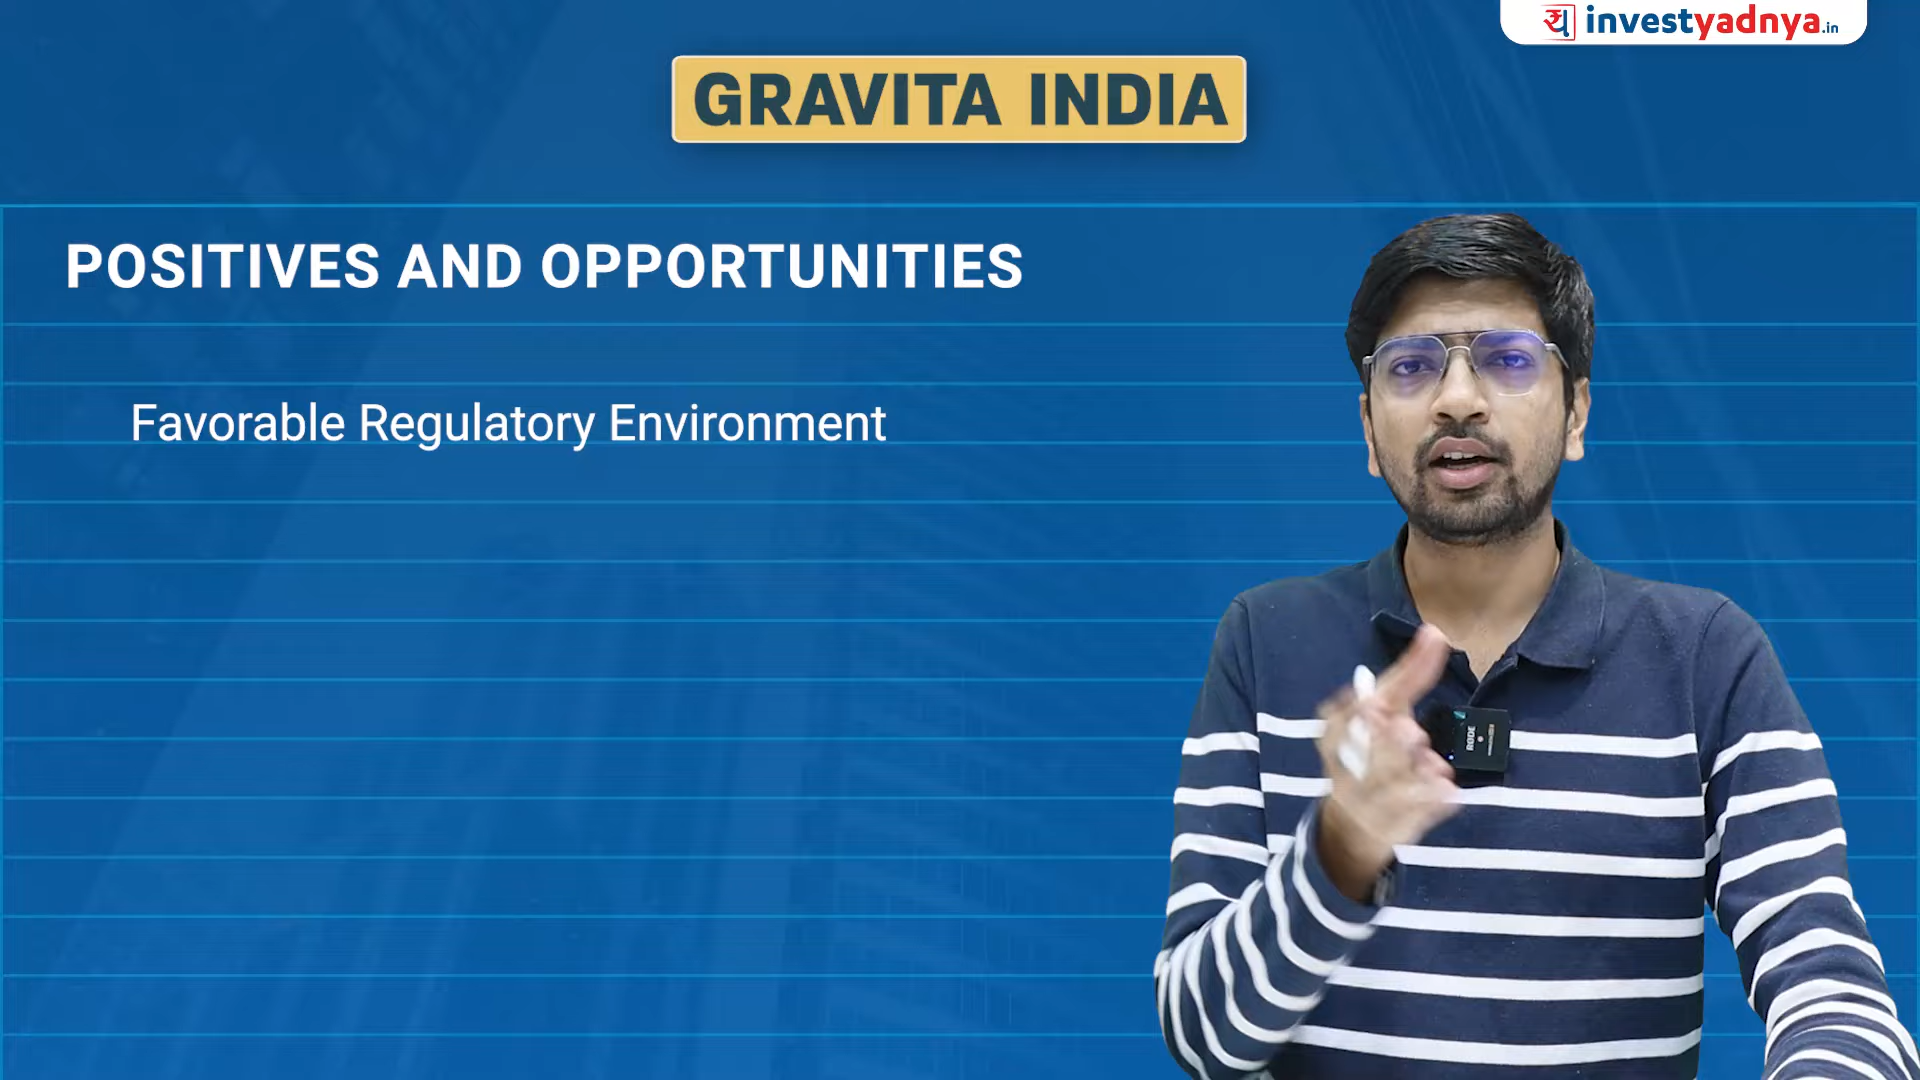 investyadnya.in
GRAVITA INDIA
POSITIVES AND OPPORTUNITIES
Favorable Regulatory Environment
RODE